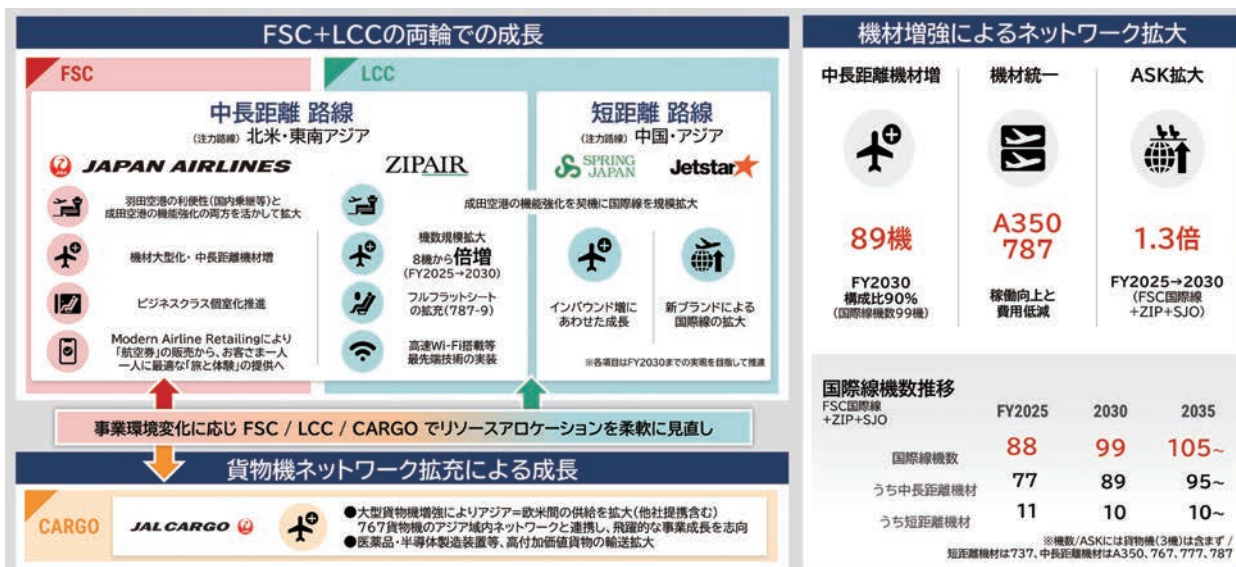 FSC+LCCの両輪での成長
FSC
LCC
中長距離 路線
(注力路線) 北米・東南アジア
短距離 路線
(注力路線) 中国・アジア
JAPAN AIRLINES
ZIPAIR
SPRING
JAPAN
Jetstar
羽田空港の利便性(国内乗継等)と
成田空港の機能強化の両方を活かして拡大
機材大型化・中長距離機材増
ビジネスクラス個室化推進
Modern Airline Retailingにより
「航空券」の販売から、お客さま一人
一人に最適な「旅と体験」の提供へ
成田空港の機能強化を契機に国際線を規模拡大
機数規模拡大
8機から倍増
(FY2025→2030)
フルフラットシート
の拡充(787-9)
高速Wi-Fi搭載等
最先端技術の実装
インバウンド増に
あわせた成長
新ブランドによる
国際線の拡大
※各項目はFY2030までの実現を目指して推進
事業環境変化に応じ FSC / LCC / CARGO でリソースアロケーションを柔軟に見直し
貨物機ネットワーク拡充による成長
CARGO
JAL CARGO
●大型貨物機増強によりアジア=欧米間の供給を拡大(他社提携含む)
767貨物機のアジア域内ネットワークと連携し、飛躍的な事業成長を志向
●医薬品・半導体製造装置等、高付加価値貨物の輸送拡大
機材増強によるネットワーク拡大
中長距離機材増
89機
FY2030
構成比90%
(国際線機数99機)
機材統一
A350
787
稼働向上と
費用低減
ASK拡大
1.3倍
FY2025→2030
(FSC国際線
+ZIP+SJO)
国際線機数推移
FSC国際線
+ZIP+SJO
FY2025 2030 2035
国際線機数 88 99 105~
うち中長距離機材 77 89 95~
うち短距離機材 11 10 10~
※機数/ASKには貨物機(3機)は含まず /
短距離機材は737、中長距離機材はA350、767、777、787